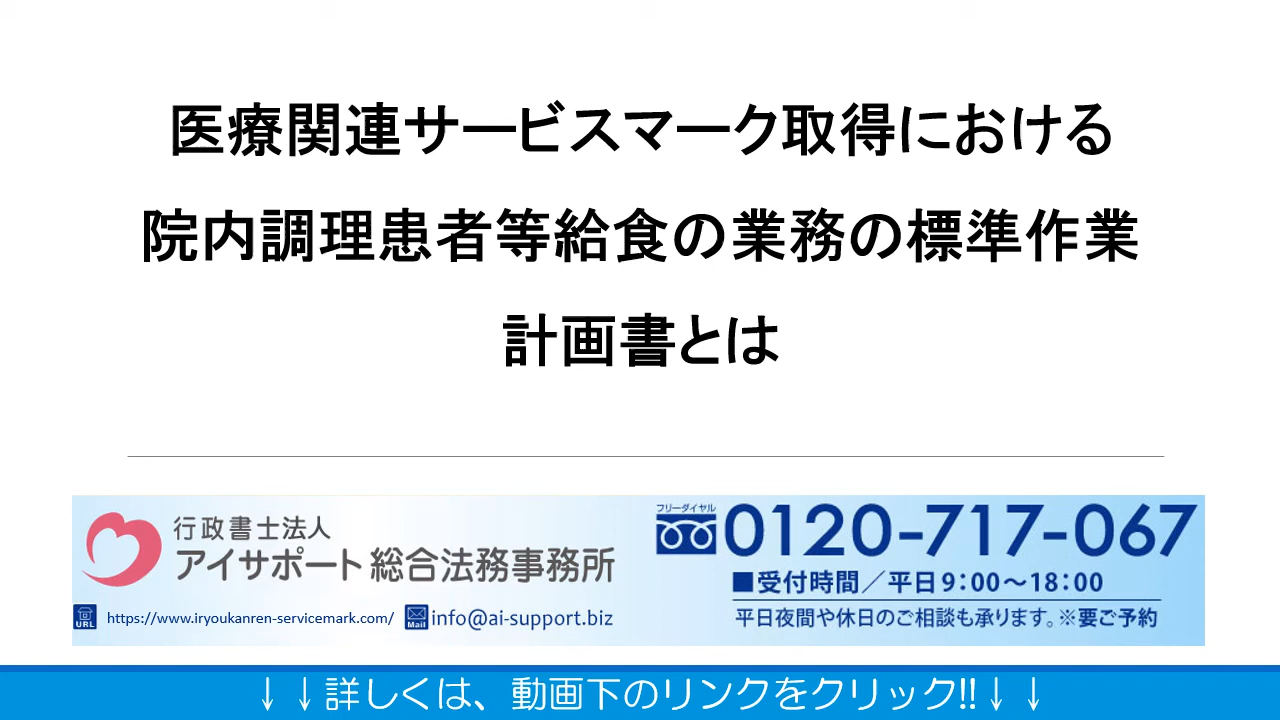 医療関連サービスマーク取得における
院内調理患者等給食の業務の標準作業
計画書とは
行政書士法人
アイサポート 総合法務事務所
URL https://www.iryoukanren-servicemark.com/ Mail info@ai-support.biz
フリーダイヤル
0120-717-067
■受付時間／平日9:00〜18:00
平日夜間や休日のご相談も承ります。※要ご予約
↓↓詳しくは、動画下のリンクをクリック!!↓↓